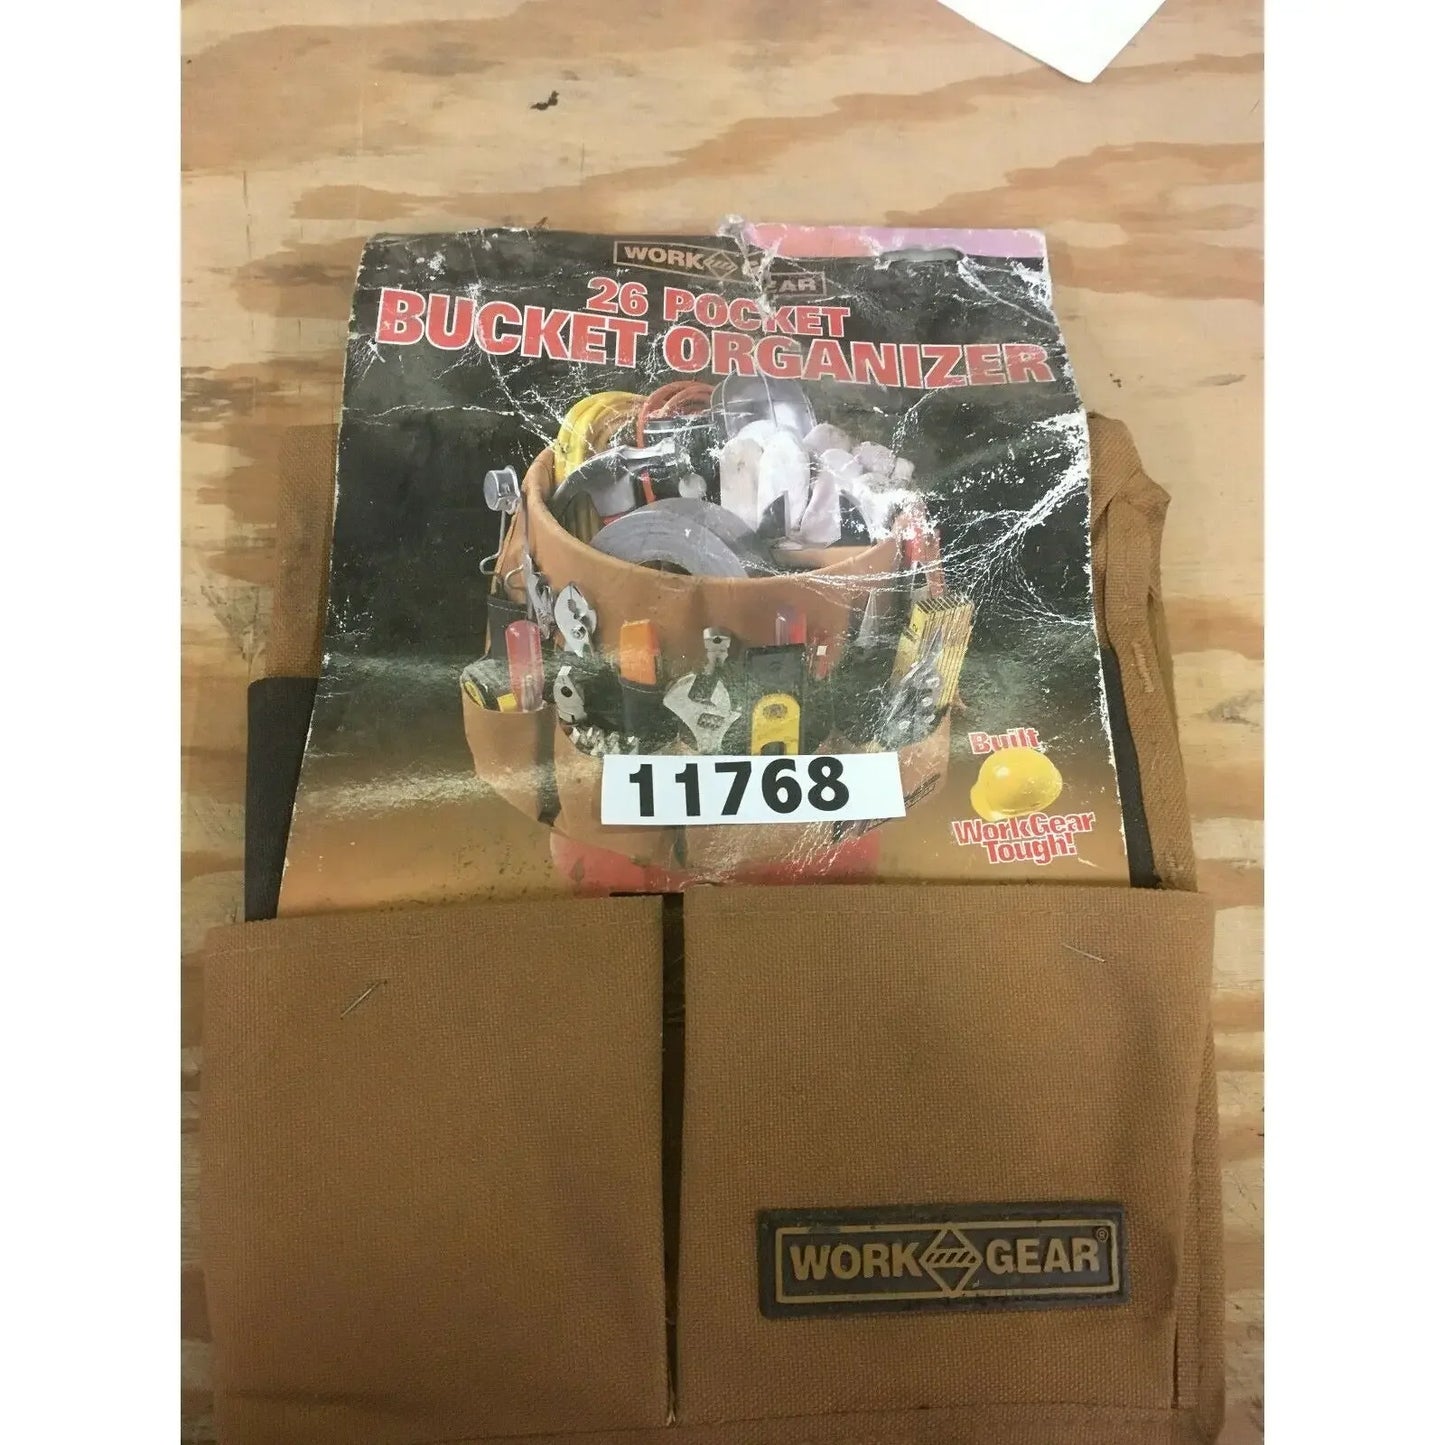 WORK GEAR
26 POCKET
BUCKET ORGANIZER
11768
Built
WorkGear
Tough!
WORK GEAR®